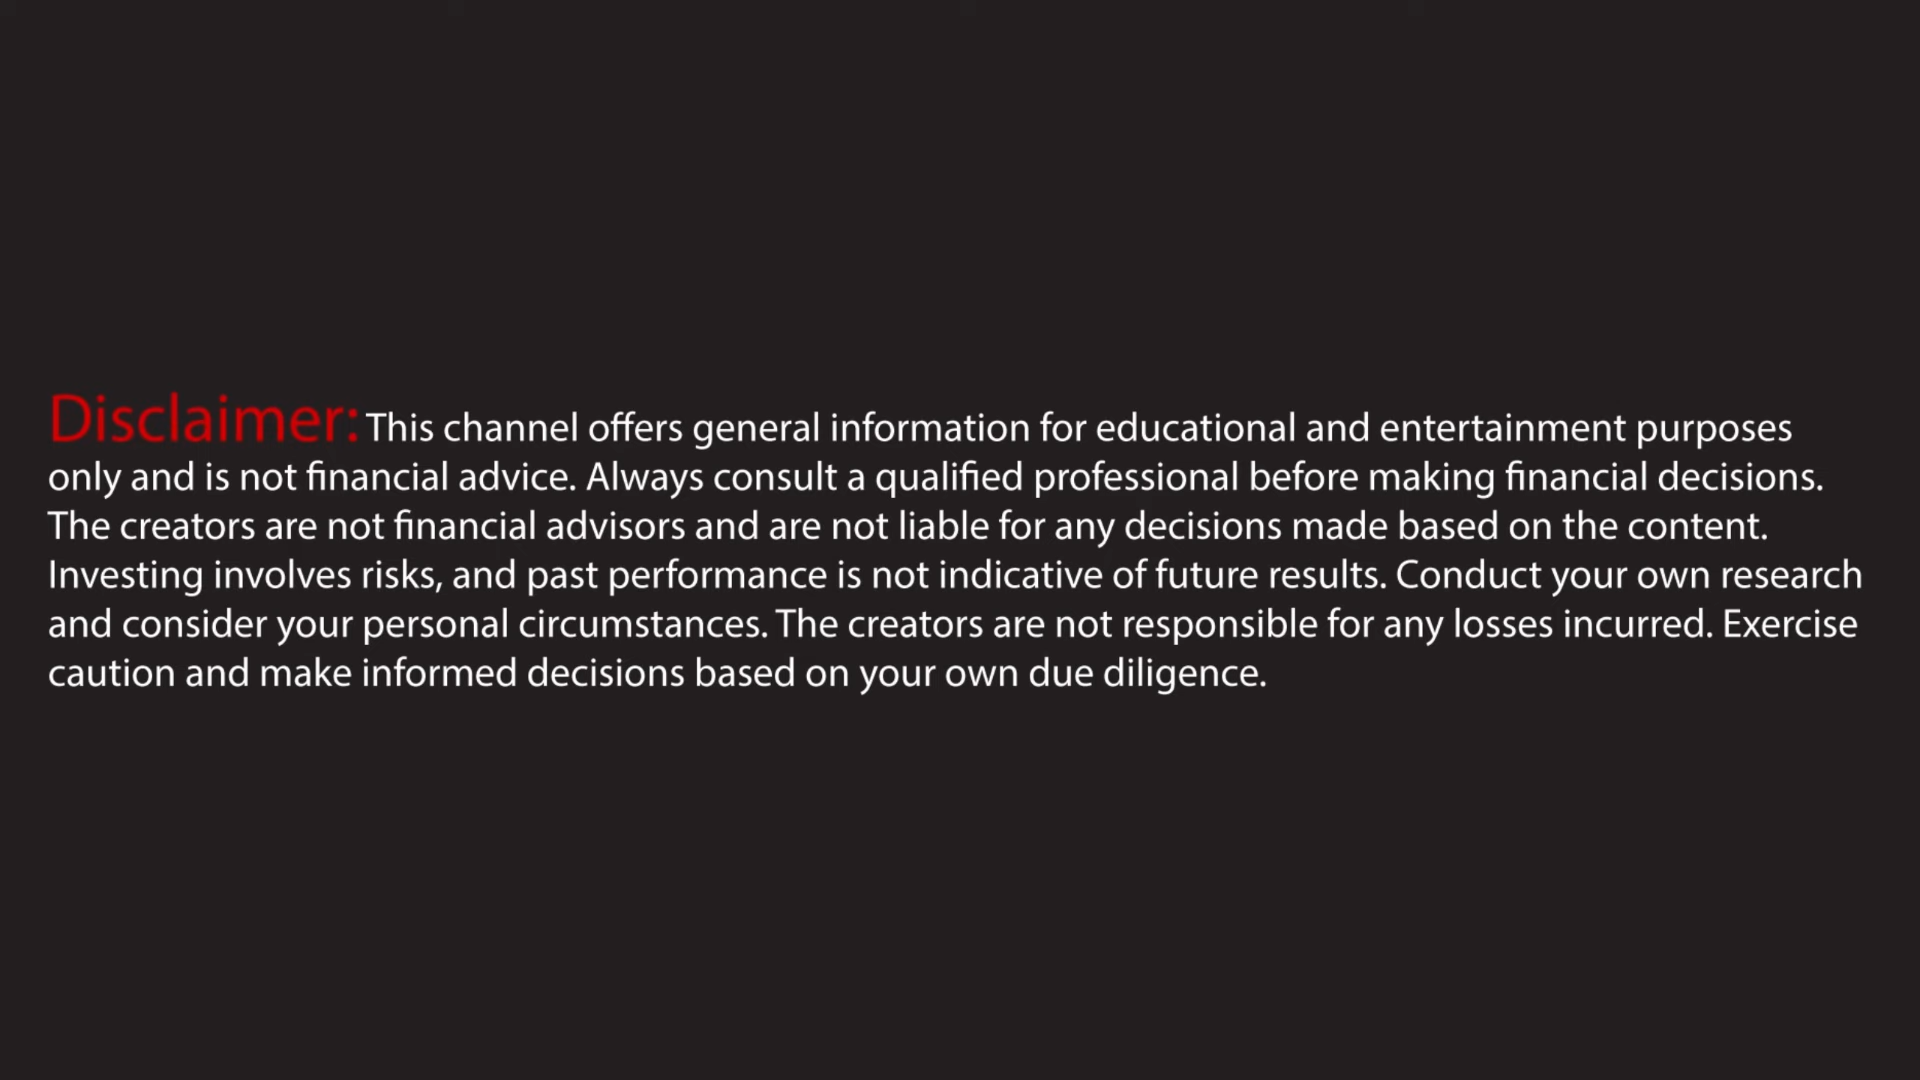 Disclaimer: This channel offers general information for educational and entertainment purposes
only and is not financial advice. Always consult a qualified professional before making financial decisions.
The creators are not financial advisors and are not liable for any decisions made based on the content.
Investing involves risks, and past performance is not indicative of future results. Conduct your own research
and consider your personal circumstances. The creators are not responsible for any losses incurred. Exercise
caution and make informed decisions based on your own due diligence.